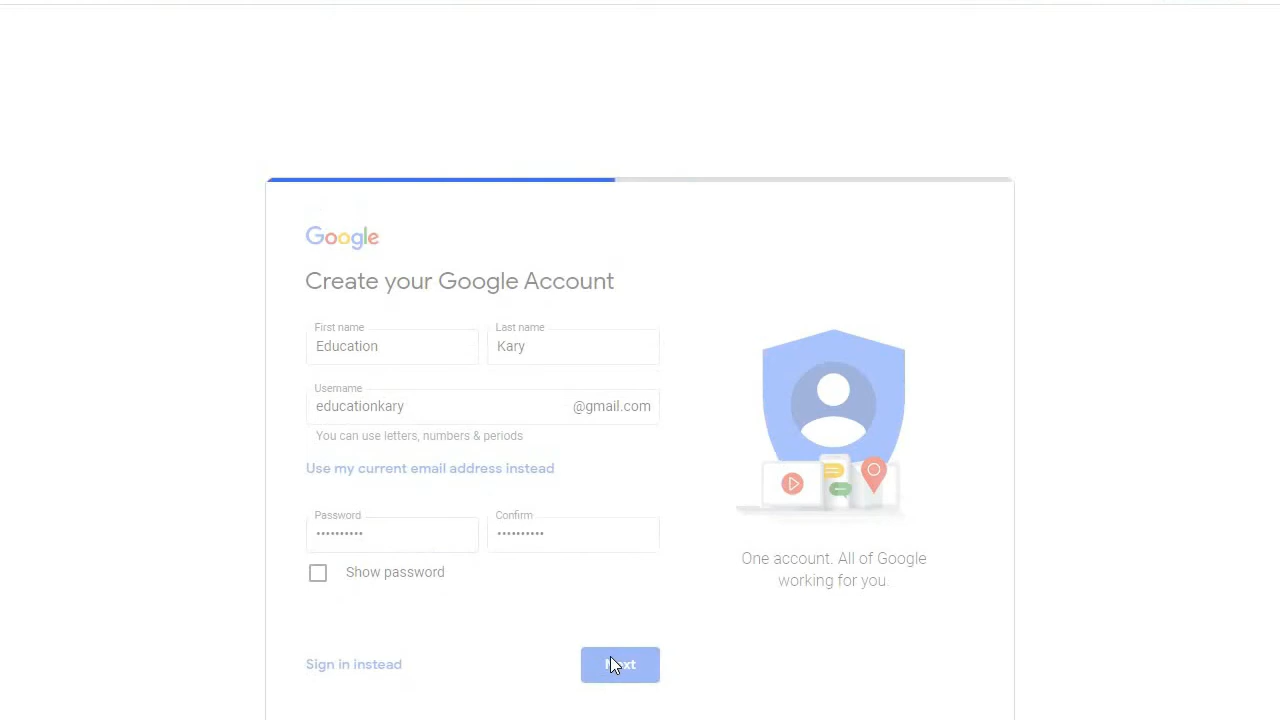 Google
Create your Google Account
First name
Last name
Education
Kary
Username
educationkary
@gmail.com
You can use letters, numbers & periods
Use my current email address instead
Password
Confirm
••••••••••
••••••••••
Show password
One account. All of Google
working for you.
Sign in instead
Next